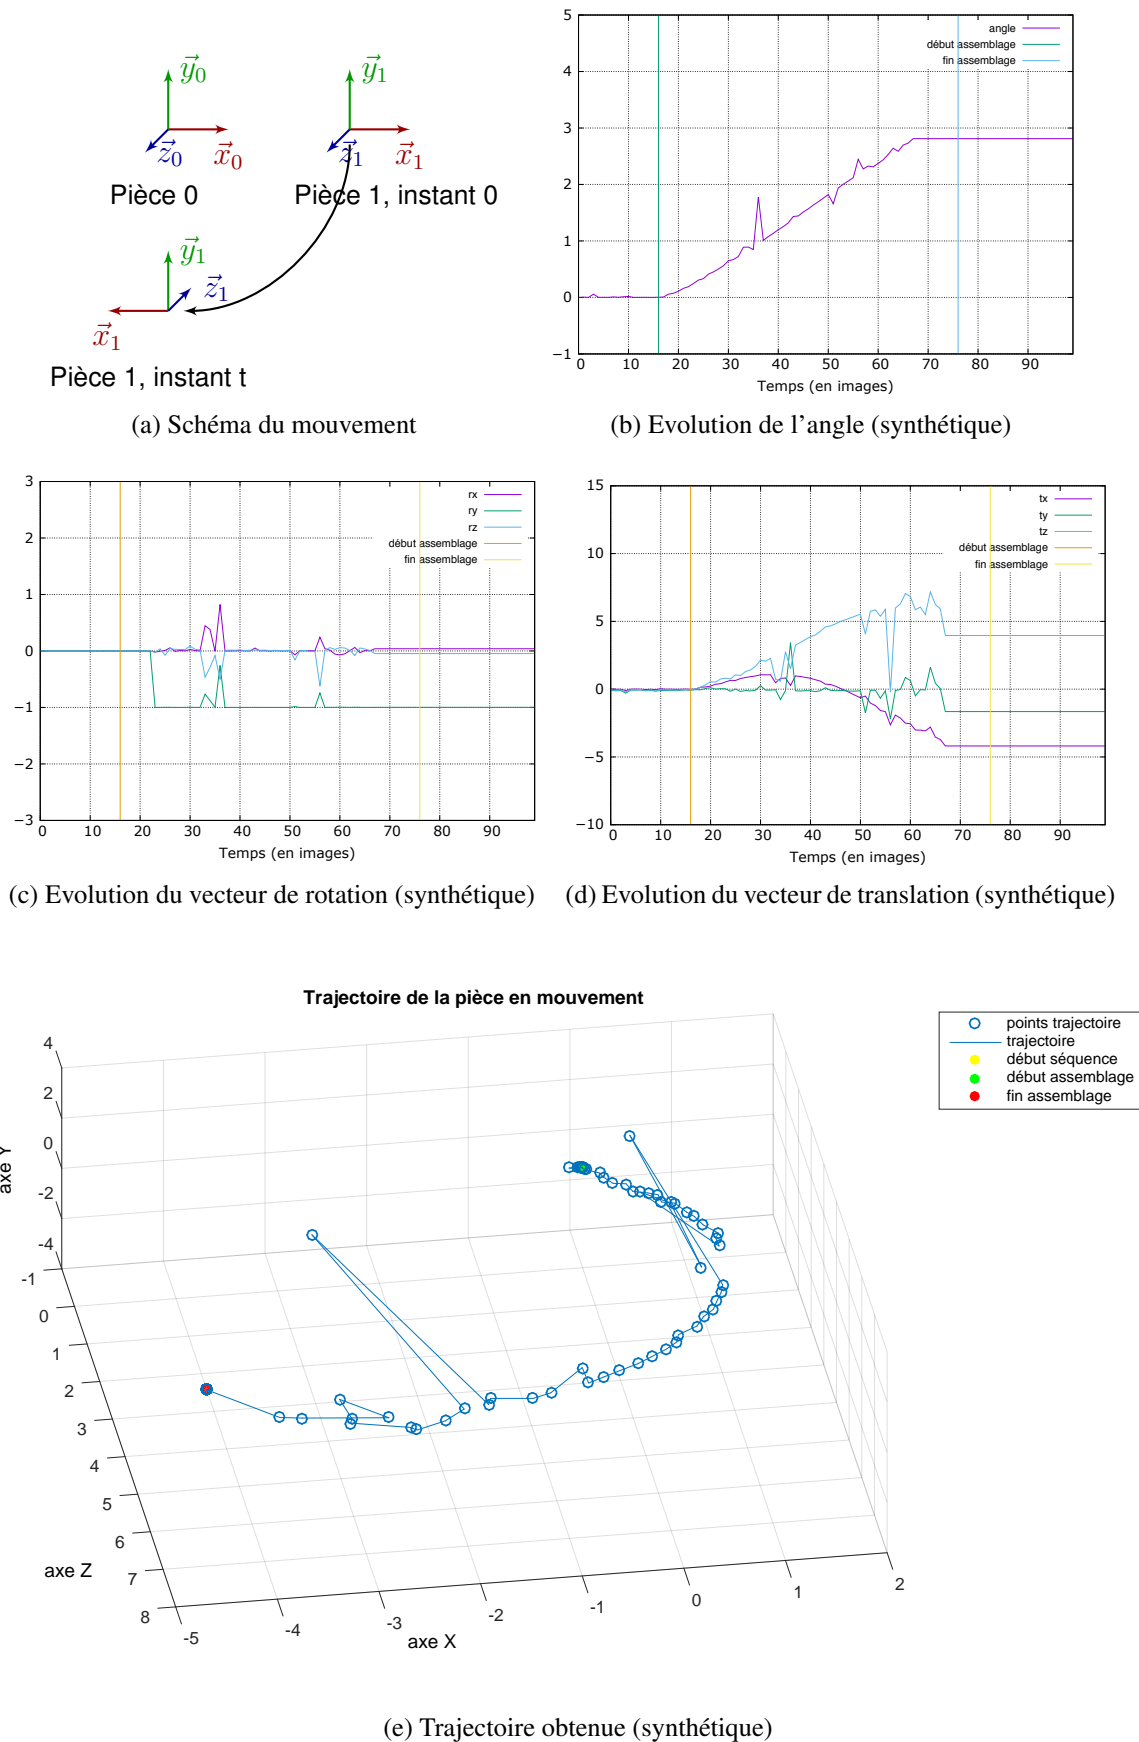 y⃗0
y⃗1
z⃗0
x⃗0
z⃗1
x⃗1
Pièce 0
Pièce 1, instant 0
y⃗1
z⃗1
x⃗1
Pièce 1, instant t
(a) Schéma du mouvement
5
4
3
2
1
0
−1
0 10 20 30 40 50 60 70 80 90
Temps (en images)
angle
début assemblage
fin assemblage
(b) Evolution de l'angle (synthétique)
3
2
1
0
−1
−2
−3
0 10 20 30 40 50 60 70 80 90
Temps (en images)
rx
ry
rz
début assemblage
fin assemblage
(c) Evolution du vecteur de rotation (synthétique)
15
10
5
0
−5
−10
0 10 20 30 40 50 60 70 80 90
Temps (en images)
tx
ty
tz
début assemblage
fin assemblage
(d) Evolution du vecteur de translation (synthétique)
Trajectoire de la pièce en mouvement
points trajectoire
trajectoire
début séquence
début assemblage
fin assemblage
4
2
0
-2
-4
axe Y
-1
0
1
2
3
4
5
6
7
8
axe Z
-5 -4 -3 -2 -1 0 1 2
axe X
(e) Trajectoire obtenue (synthétique)